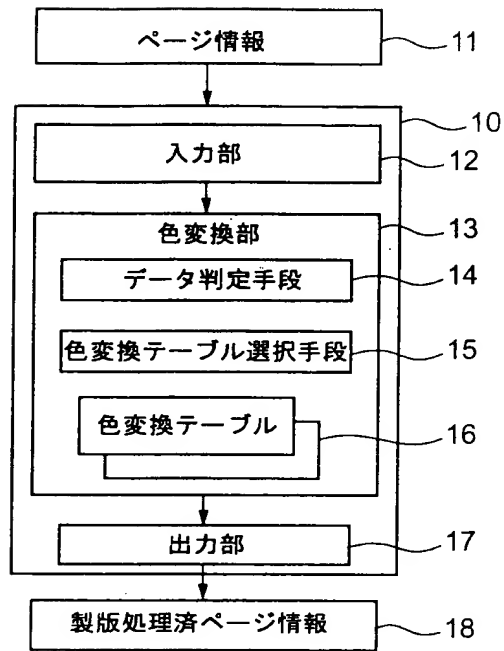 ページ情報
11
10
入力部
12
色変換部
13
データ判定手段
14
色変換テーブル選択手段
15
色変換テーブル
16
出力部
17
製版処理済ページ情報
18